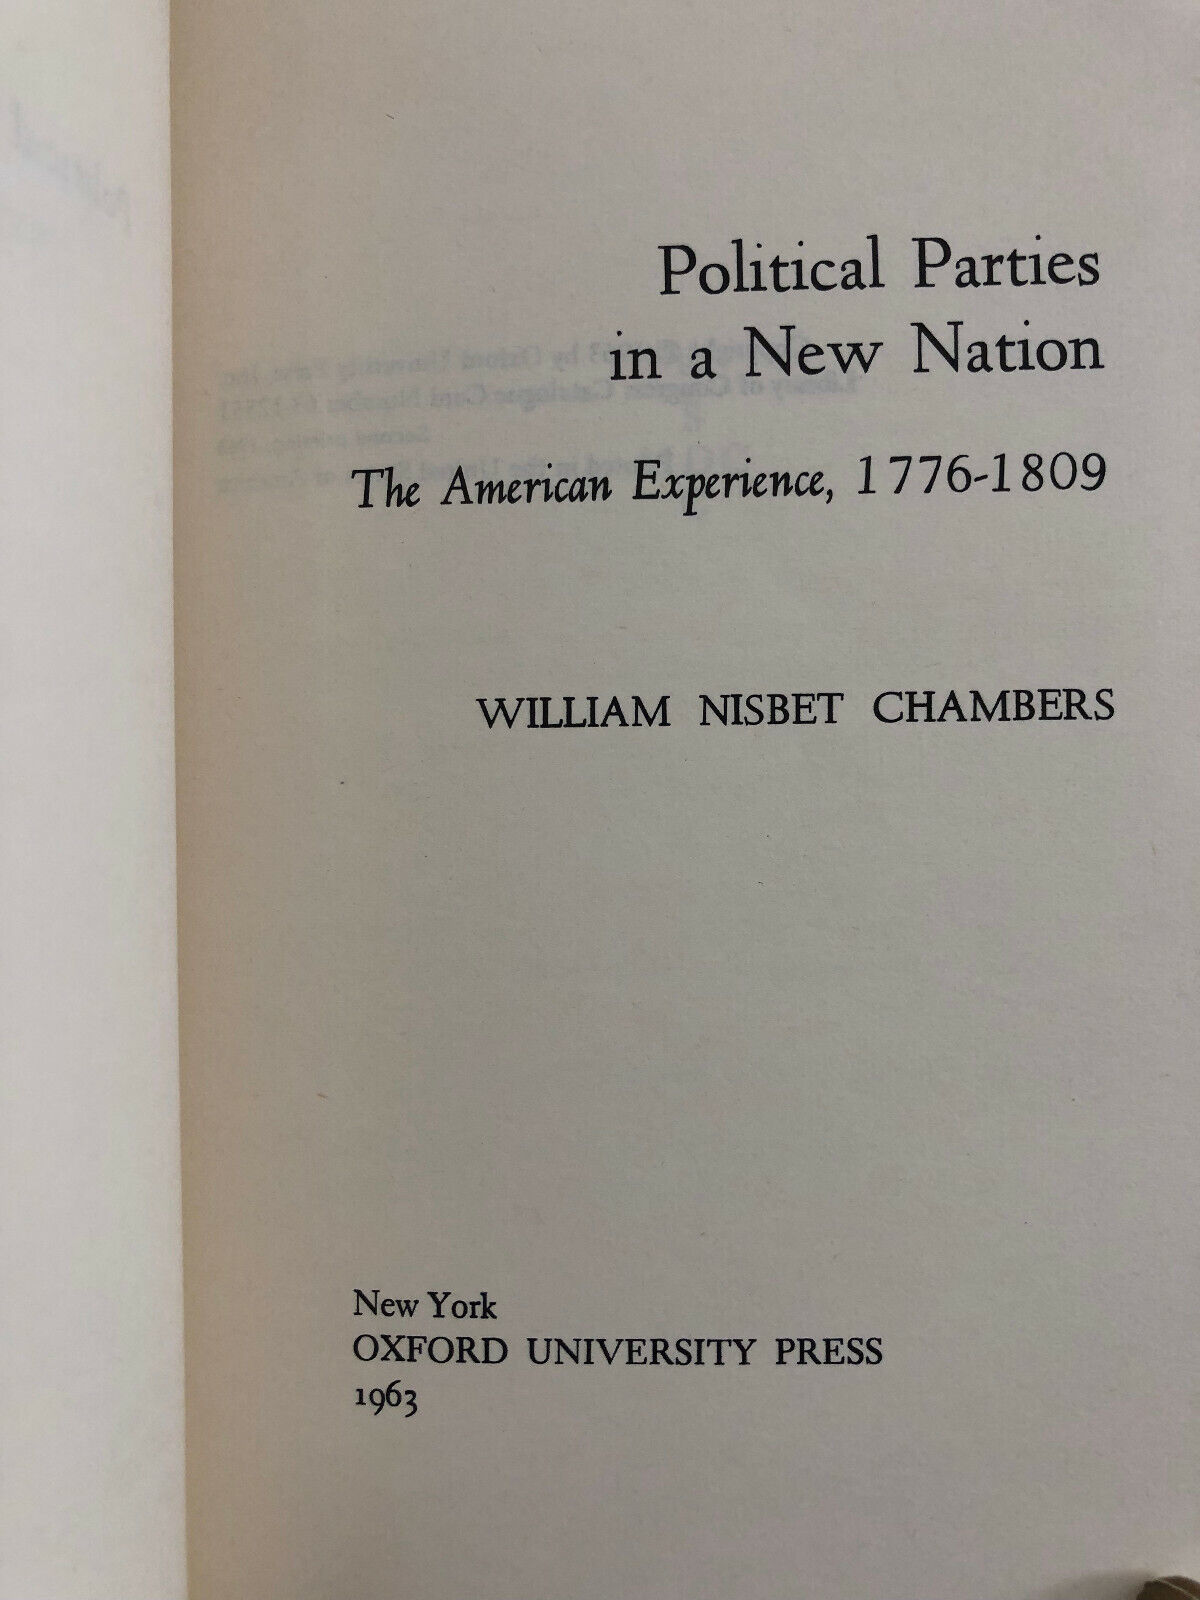 Political Parties
in a New Nation
The American Experience, 1776-1809
WILLIAM NISBET CHAMBERS
New York
OXFORD UNIVERSITY PRESS
1963